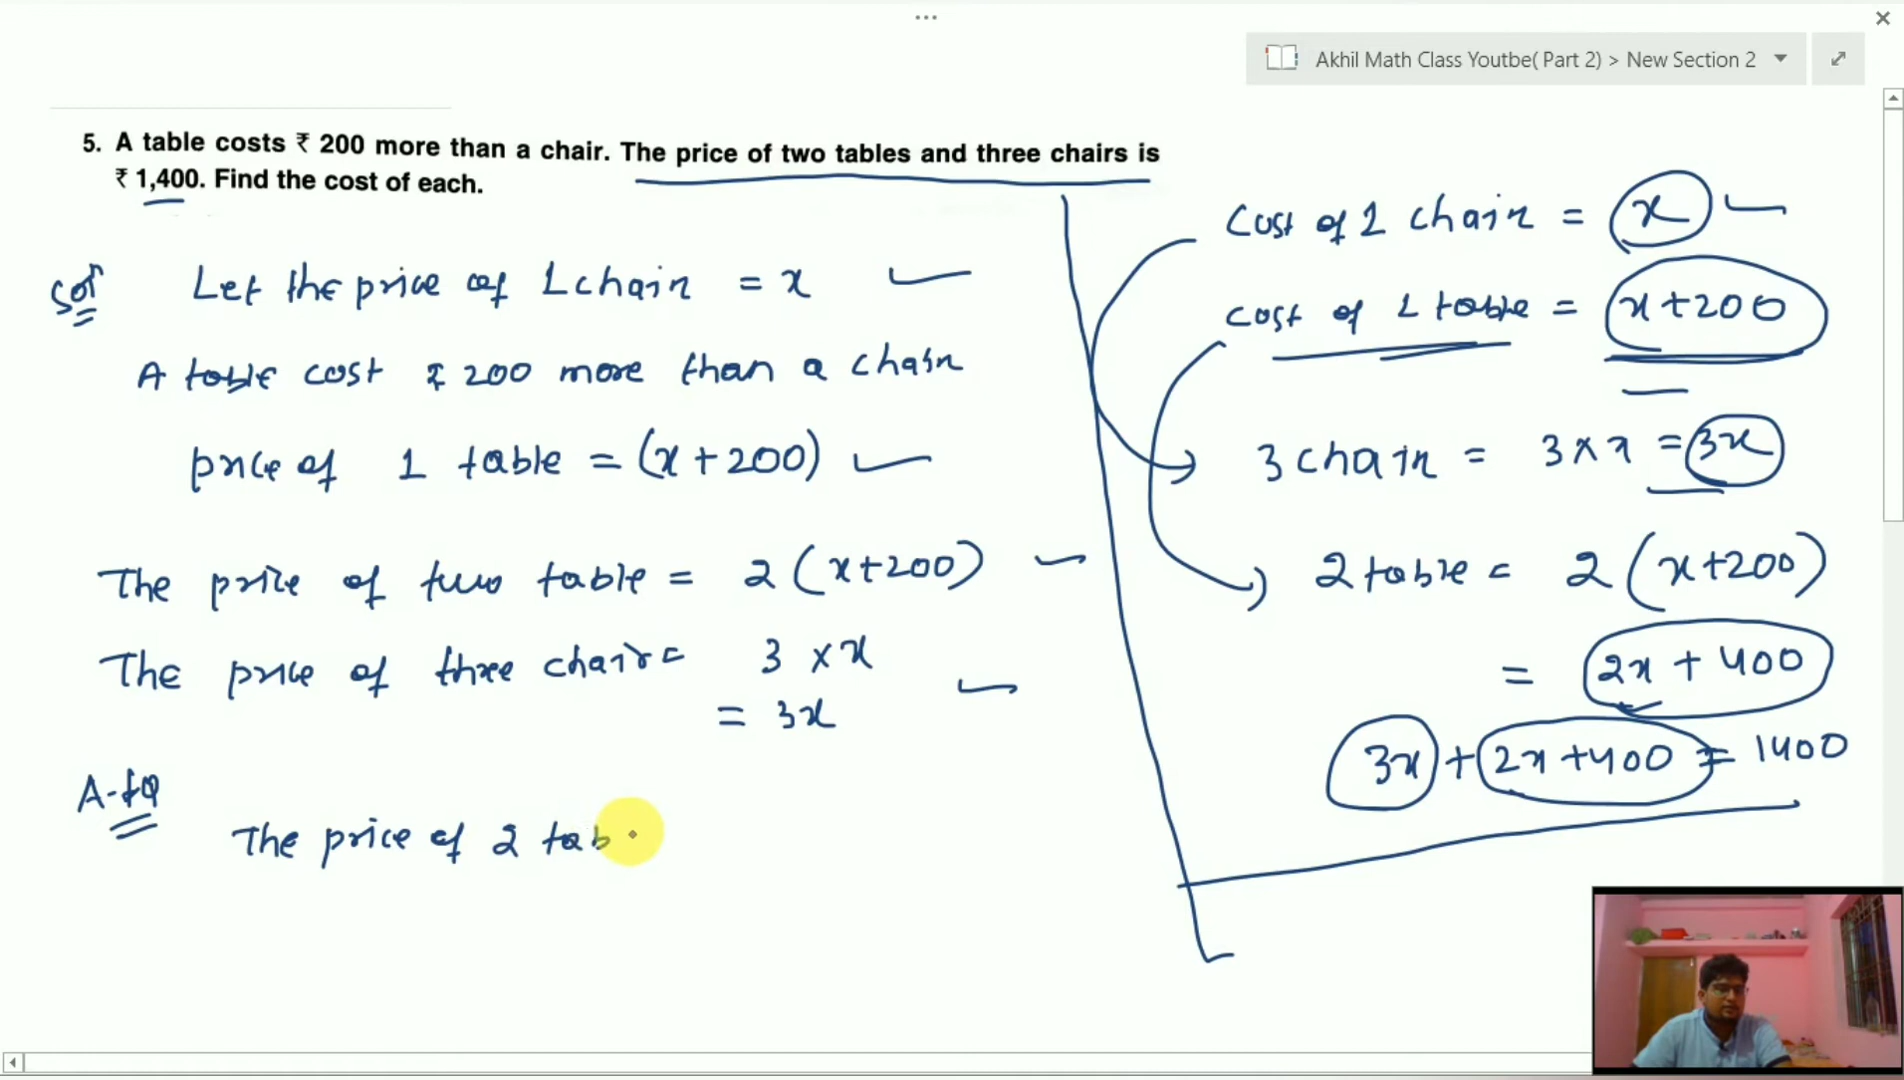 Akhil Math Class Youtbe( Part 2) > New Section 2
5. A table costs ₹ 200 more than a chair. The price of two tables and three chairs is
₹ 1,400. Find the cost of each.
Sol
Let the price of 1 chair = x
A table cost ₹ 200 more than a chair
price of 1 table = (x+200)
The price of two table = 2 (x+200)
The price of three chair = 3 × x
= 3x
A-t
The price of 2 tab
Cost of 1 chair = x
cost of 1 table = x+200
3 chair = 3×x = 3x
2 table = 2 (x+200)
= 2x + 400
3x + 2x + 400 = 1400